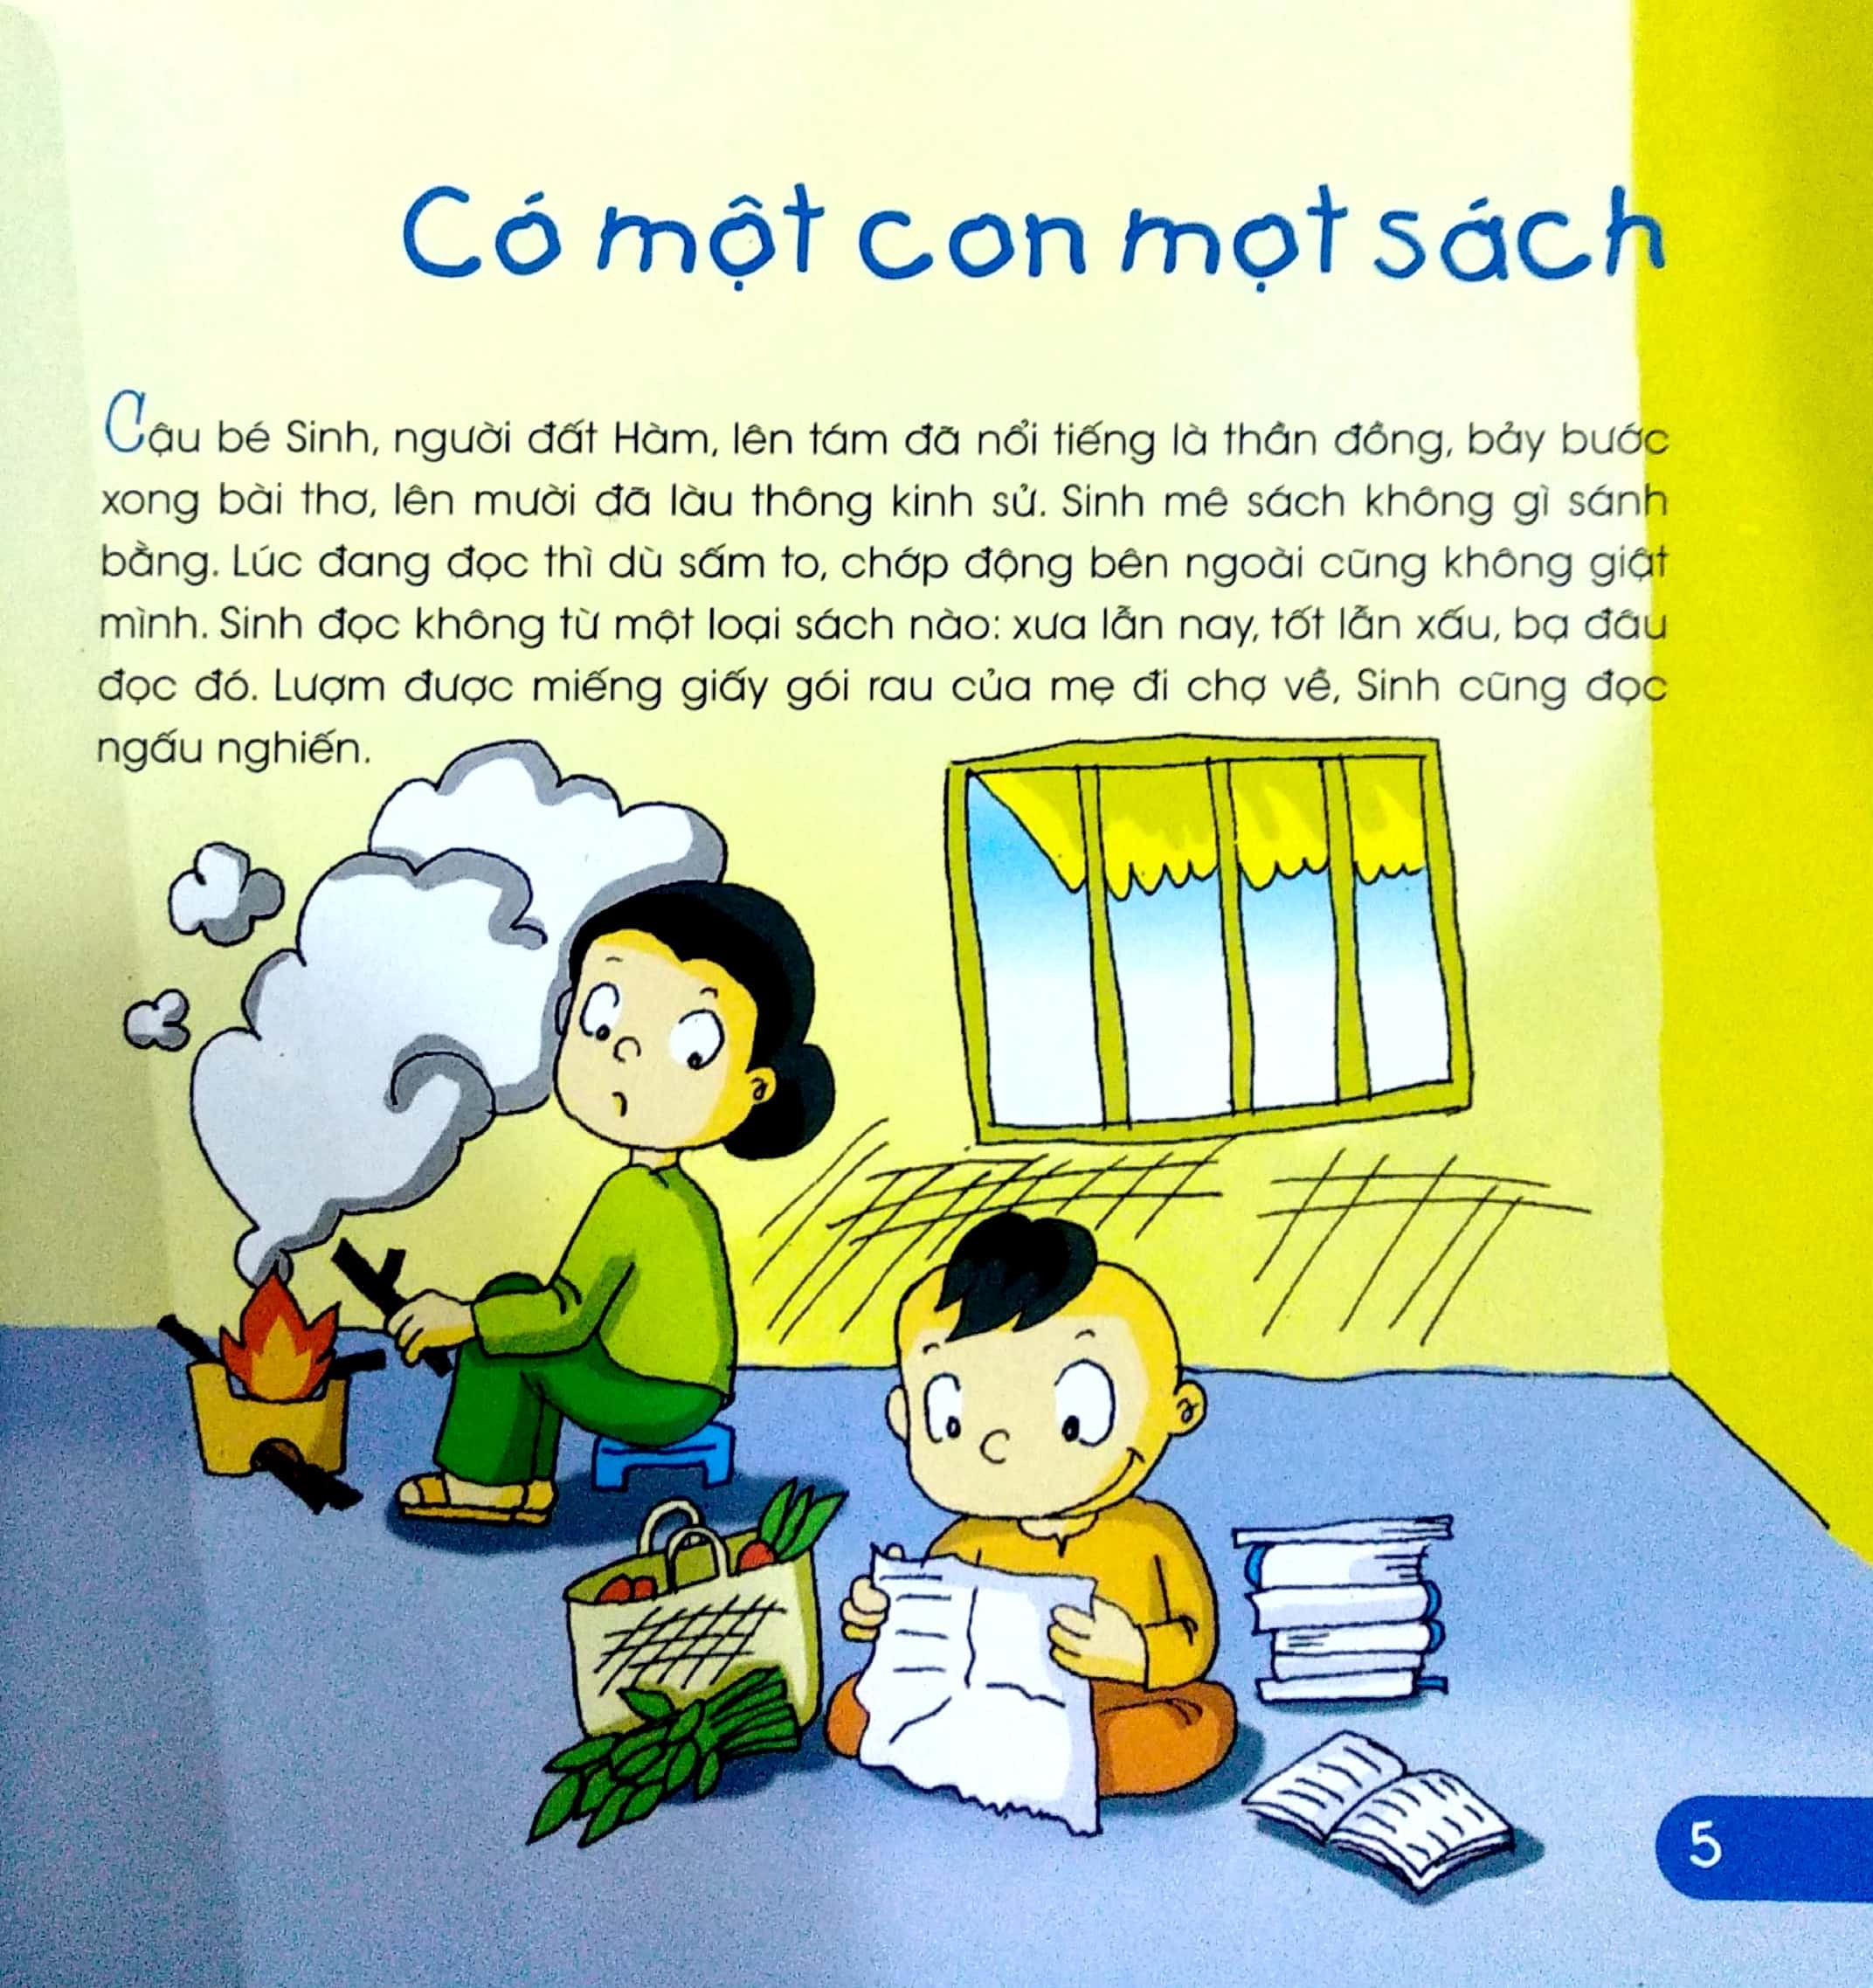 Có một con mọt sách
Cậu bé Sinh, người đất Hàm, lên tám đã nổi tiếng là thần đồng, bảy bước
xong bài thơ, lên mười đã làu thông kinh sử. Sinh mê sách không gì sánh
bằng. Lúc đang đọc thì dù sấm to, chớp động bên ngoài cũng không giật
mình. Sinh đọc không từ một loại sách nào: xưa lẫn nay, tốt lẫn xấu, bạ đâu
đọc đó. Lượm được miếng giấy gói rau của mẹ đi chợ về, Sinh cũng đọc
ngấu nghiến.
5